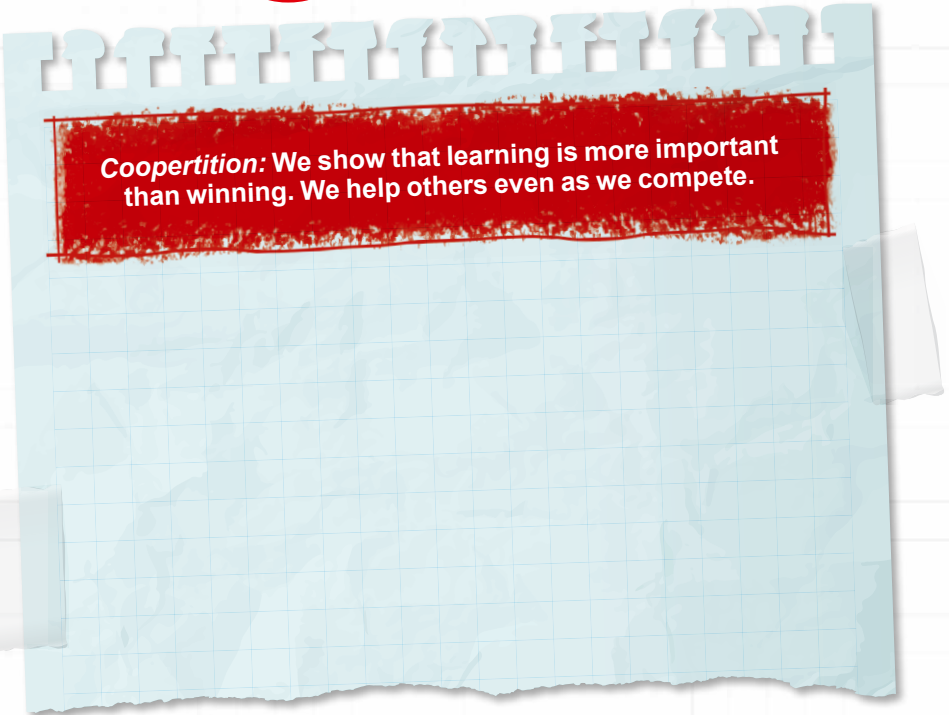 Coopertition: We show that learning is more important
than winning. We help others even as we compete.